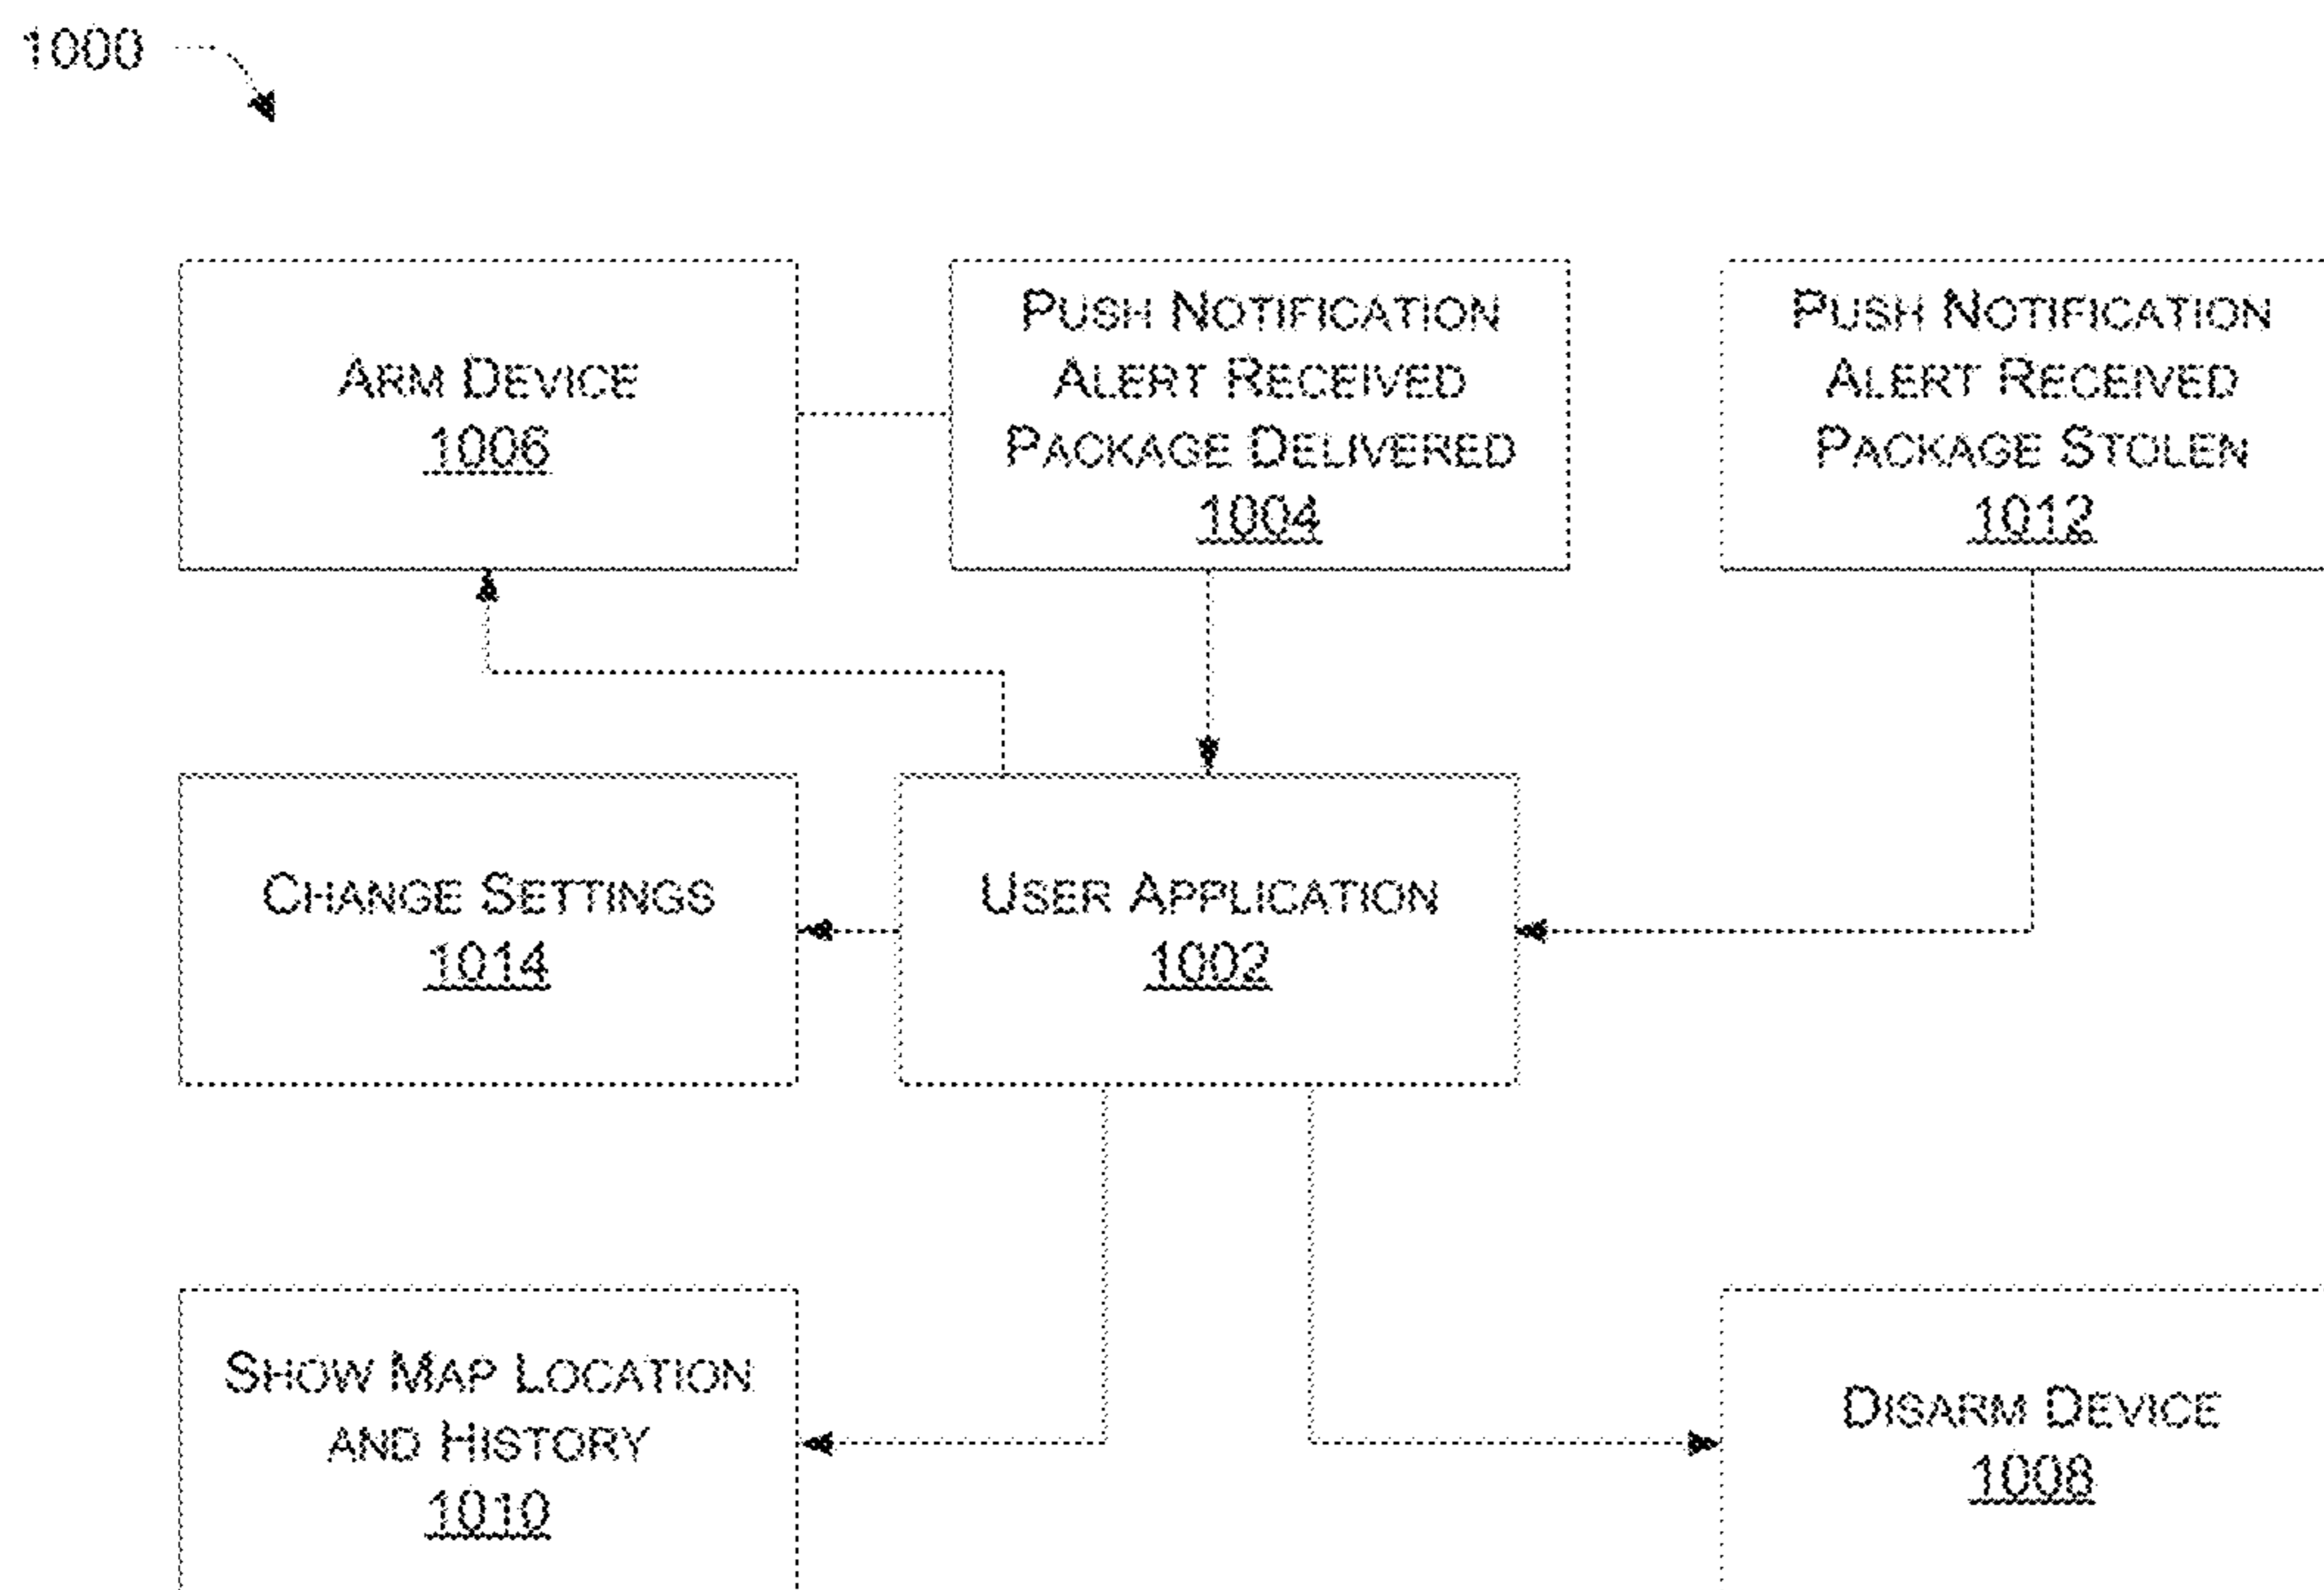 1000
ARM DEVICE
1006
PUSH NOTIFICATION
ALERT RECEIVED
PACKAGE DELIVERED
1004
PUSH NOTIFICATION
ALERT RECEIVED
PACKAGE STOLEN
1012
CHANGE SETTINGS
1014
USER APPLICATION
1002
SHOW MAP LOCATION
AND HISTORY
1010
DISARM DEVICE
1008